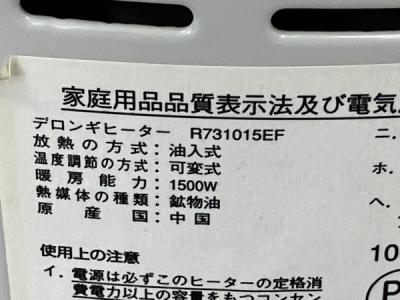 家庭用品品質表示法及び電気
デロンギヒーター R731015EF
放熱の方式：油入式
温度調節の方式：可変式
暖房能力：1500W
熱媒体の種類：鉱物油
原産国：中国
使用上の注意
イ．電源は必ずこのヒーターの定格消
費電力以上の容量をもつコンセン
ニ．
ホ．
ヘ．
10
P